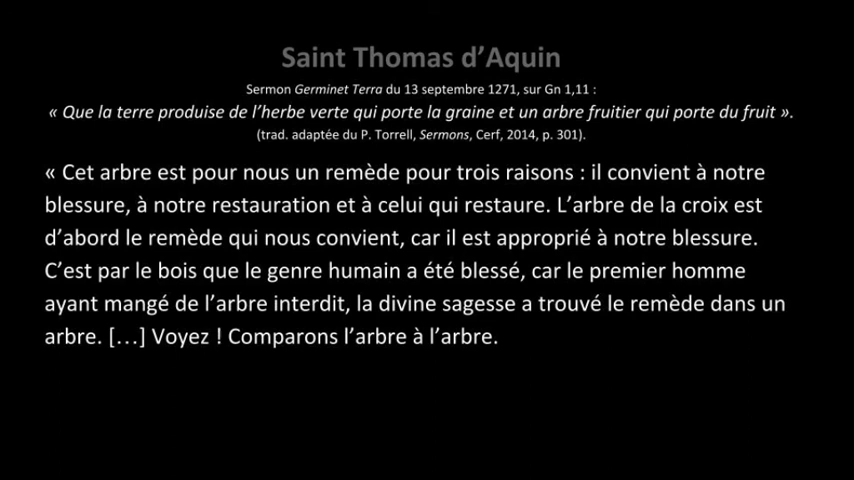 Saint Thomas d’Aquin
Sermon Germinet Terra du 13 septembre 1271, sur Gn 1,11 :
« Que la terre produise de l’herbe verte qui porte la graine et un arbre fruitier qui porte du fruit ».
(trad. adaptée du P. Torrell, Sermons, Cerf, 2014, p. 301).
« Cet arbre est pour nous un remède pour trois raisons : il convient à notre
blessure, à notre restauration et à celui qui restaure. L’arbre de la croix est
d’abord le remède qui nous convient, car il est approprié à notre blessure.
C’est par le bois que le genre humain a été blessé, car le premier homme
ayant mangé de l’arbre interdit, la divine sagesse a trouvé le remède dans un
arbre. […] Voyez ! Comparons l’arbre à l’arbre.